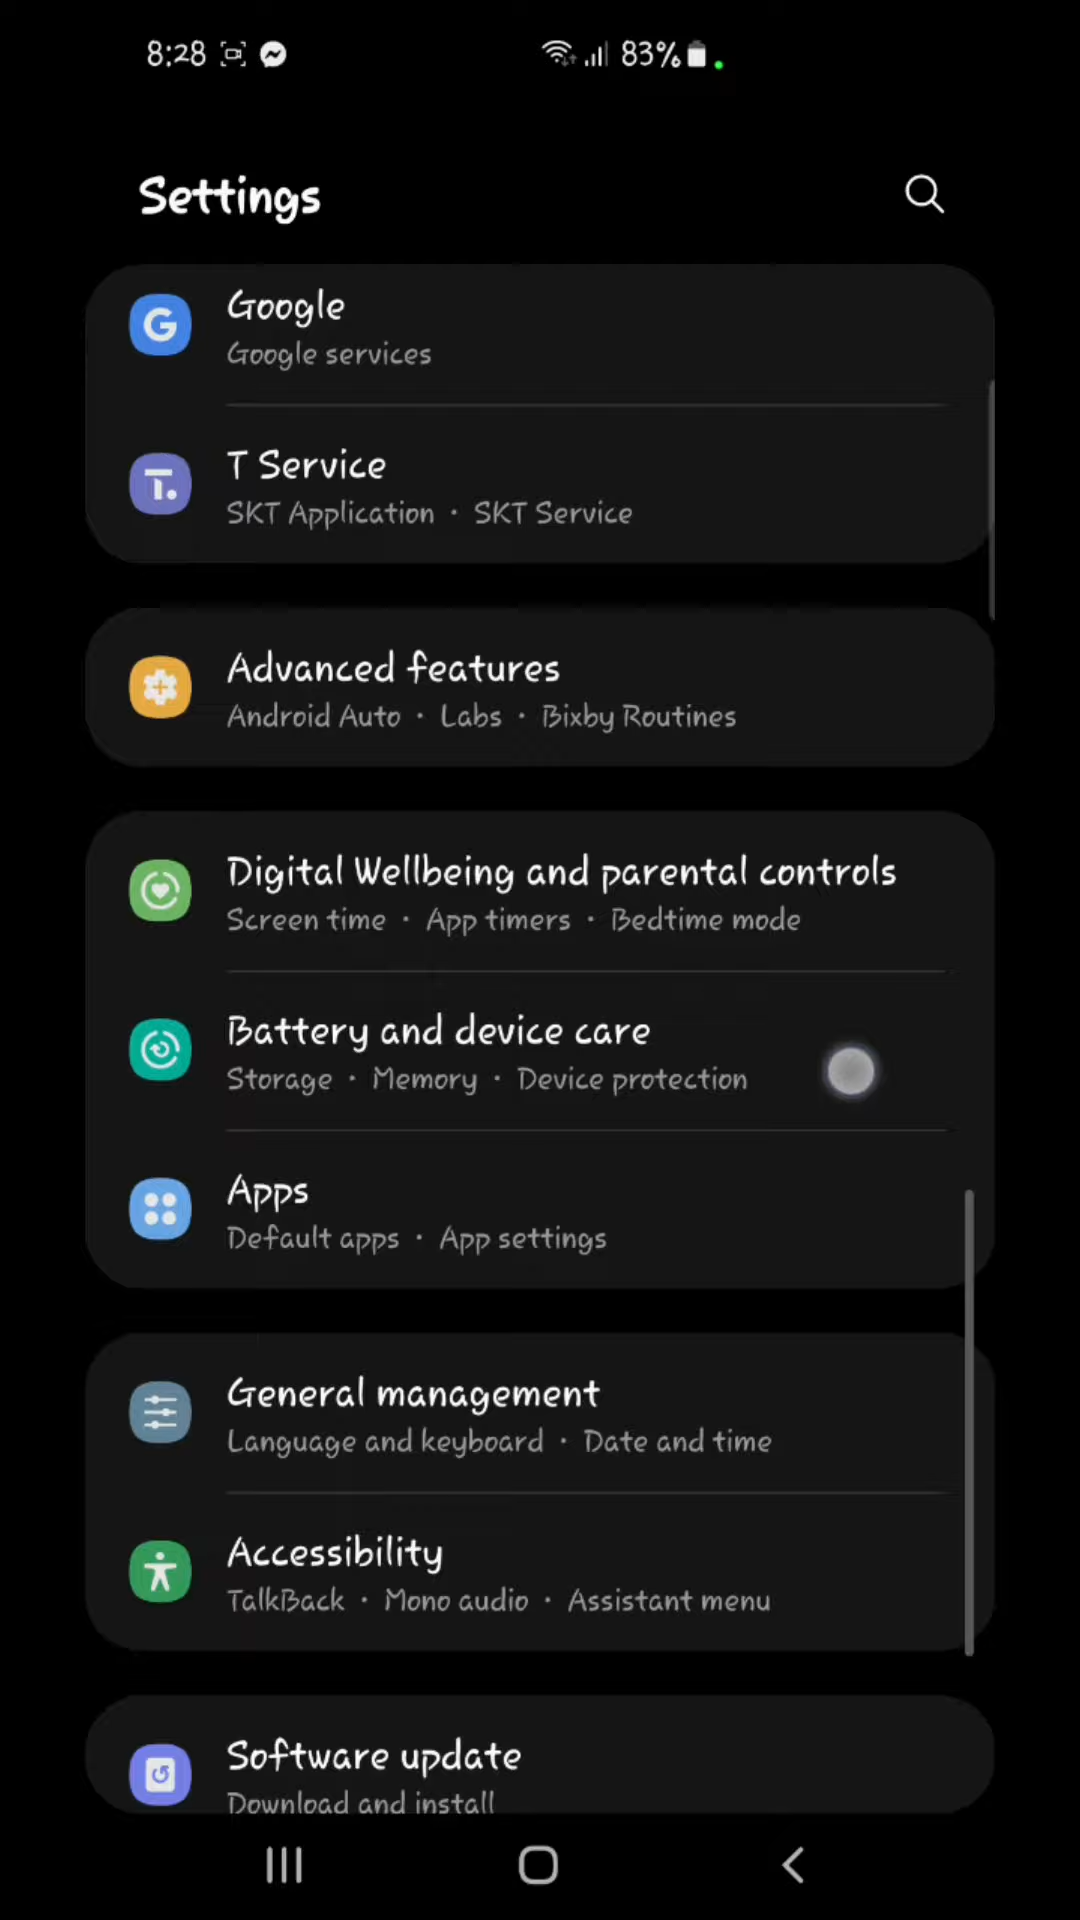 8:28 83%
Settings
Google
Google services
T Service
SKT Application · SKT Service
Advanced features
Android Auto · Labs · Bixby Routines
Digital Wellbeing and parental controls
Screen time · App timers · Bedtime mode
Battery and device care
Storage · Memory · Device protection
Apps
Default apps · App settings
General management
Language and keyboard · Date and time
Accessibility
TalkBack · Mono audio · Assistant menu
Software update
Download and install